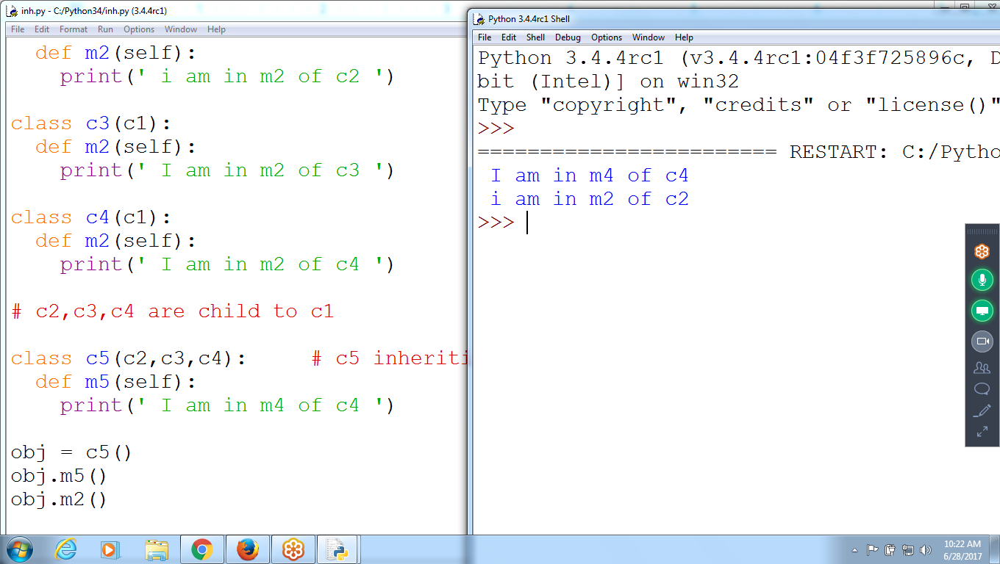 inh.py - C:/Python34/inh.py (3.4.4rc1)
File Edit Format Run Options Window Help
def m2(self):
print(' i am in m2 of c2 ')
class c3(c1):
def m2(self):
print(' I am in m2 of c3 ')
class c4(c1):
def m2(self):
print(' I am in m2 of c4 ')
# c2,c3,c4 are child to c1
class c5(c2,c3,c4): # c5 inheriti
def m5(self):
print(' I am in m4 of c4 ')
obj = c5()
obj.m5()
obj.m2()
Python 3.4.4rc1 Shell
File Edit Shell Debug Options Window Help
Python 3.4.4rc1 (v3.4.4rc1:04f3f725896c, D
bit (Intel)] on win32
Type "copyright", "credits" or "license()"
>>>
======================== RESTART: C:/Pytho
I am in m4 of c4
i am in m2 of c2
>>>
10:22 AM
6/28/2017